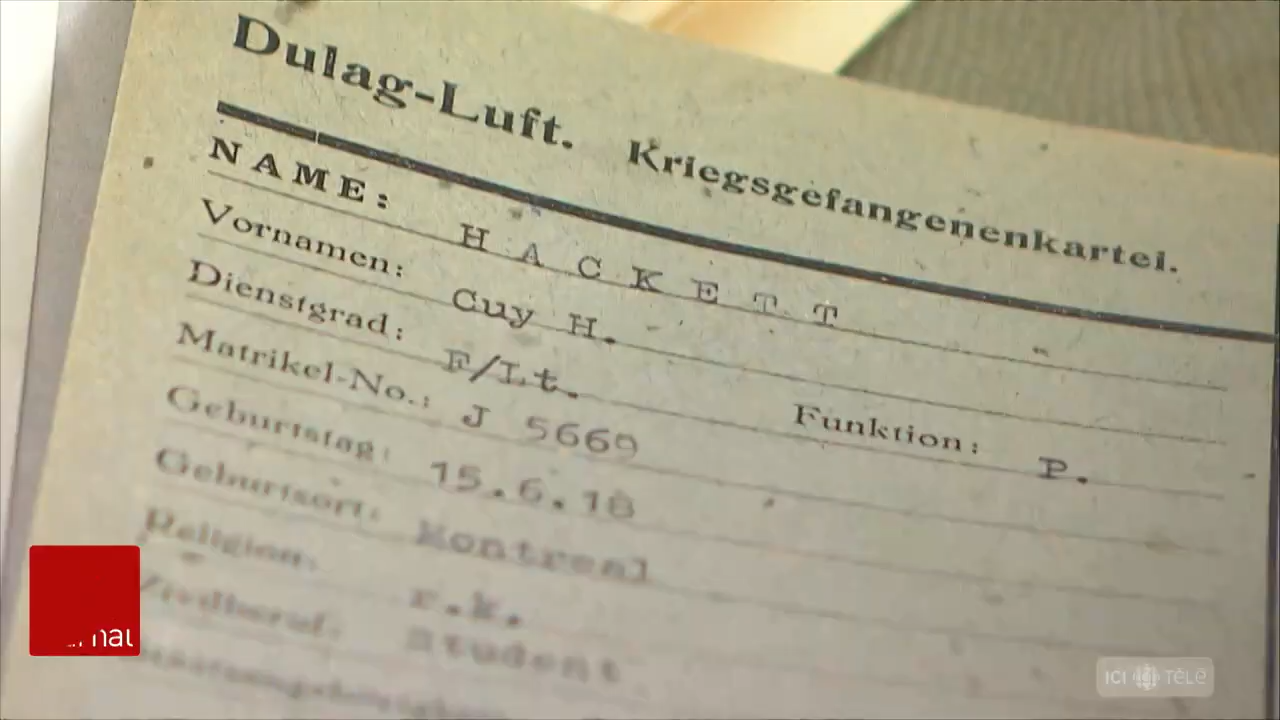 Dulag-Luft. Kriegsgefangenenkartei.
NAME: HACKETT
Vornamen: Cuy H.
Dienstgrad: F/Lt. Funktion: P.
Matrikel-No.: J 5669
Geburtstag: 15.6.18
Geburtsort: Montreal
Religion: r.k.
Zivilberuf: Student
ICI TÉLÉ